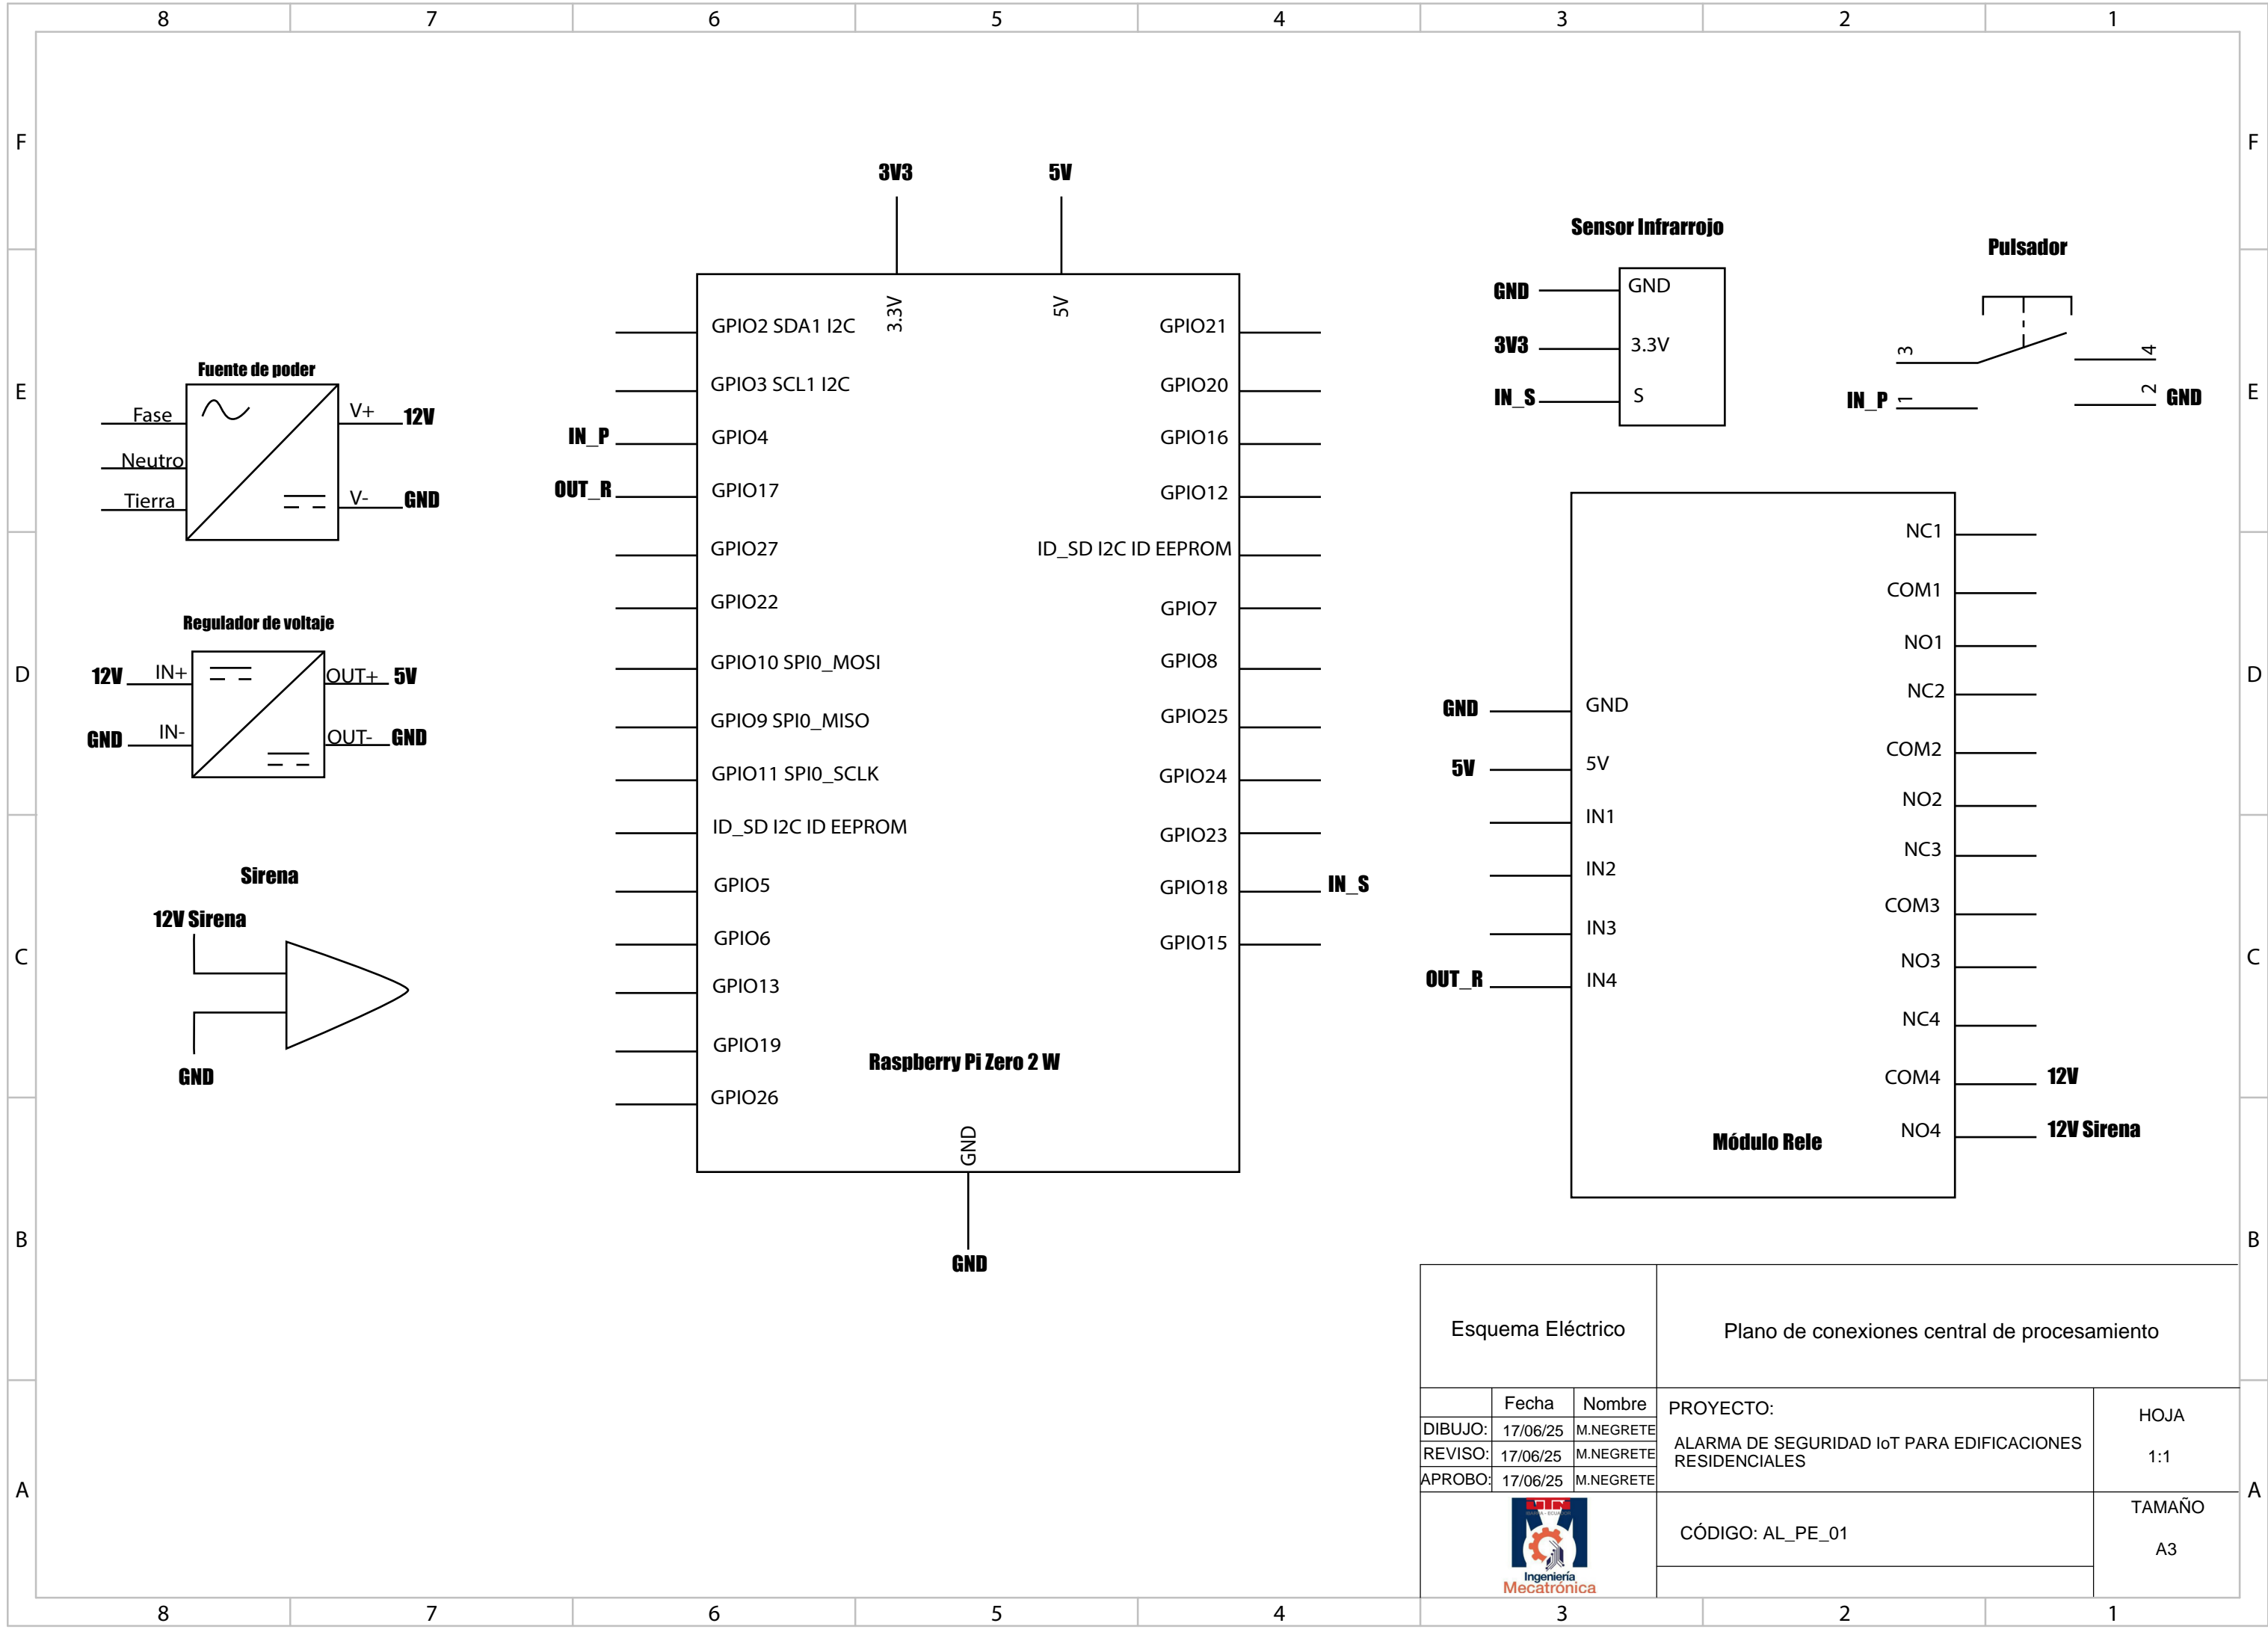 8 7 6 5 4 3 2 1
F
E
D
C
B
A
F
E
D
C
B
A
Fuente de poder
Fase
Neutro
Tierra
V+
12V
V-
GND
Regulador de voltaje
12V
IN+
GND
IN-
OUT+
5V
OUT-
GND
Sirena
12V Sirena
GND
3V3
5V
3.3V
5V
GPIO2 SDA1 I2C
GPIO3 SCL1 I2C
IN_P
GPIO4
OUT_R
GPIO17
GPIO27
GPIO22
GPIO10 SPI0_MOSI
GPIO9 SPI0_MISO
GPIO11 SPI0_SCLK
ID_SD I2C ID EEPROM
GPIO5
GPIO6
GPIO13
GPIO19
GPIO26
GPIO21
GPIO20
GPIO16
GPIO12
ID_SD I2C ID EEPROM
GPIO7
GPIO8
GPIO25
GPIO24
GPIO23
GPIO18
IN_S
GPIO15
Raspberry Pi Zero 2 W
GND
GND
Sensor Infrarrojo
GND
GND
3V3
3.3V
IN_S
S
Pulsador
3
4
IN_P
1
2
GND
GND
GND
5V
5V
IN1
IN2
IN3
OUT_R
IN4
NC1
COM1
NO1
NC2
COM2
NO2
NC3
COM3
NO3
NC4
COM4
12V
NO4
12V Sirena
Módulo Rele
Esquema Eléctrico
Plano de conexiones central de procesamiento
Fecha Nombre
DIBUJO: 17/06/25 M.NEGRETE
REVISO: 17/06/25 M.NEGRETE
APROBO: 17/06/25 M.NEGRETE
PROYECTO:
ALARMA DE SEGURIDAD IoT PARA EDIFICACIONES
RESIDENCIALES
HOJA
1:1
CÓDIGO: AL_PE_01
TAMAÑO
A3
UTN
Ingeniería
Mecatrónica
8 7 6 5 4 3 2 1